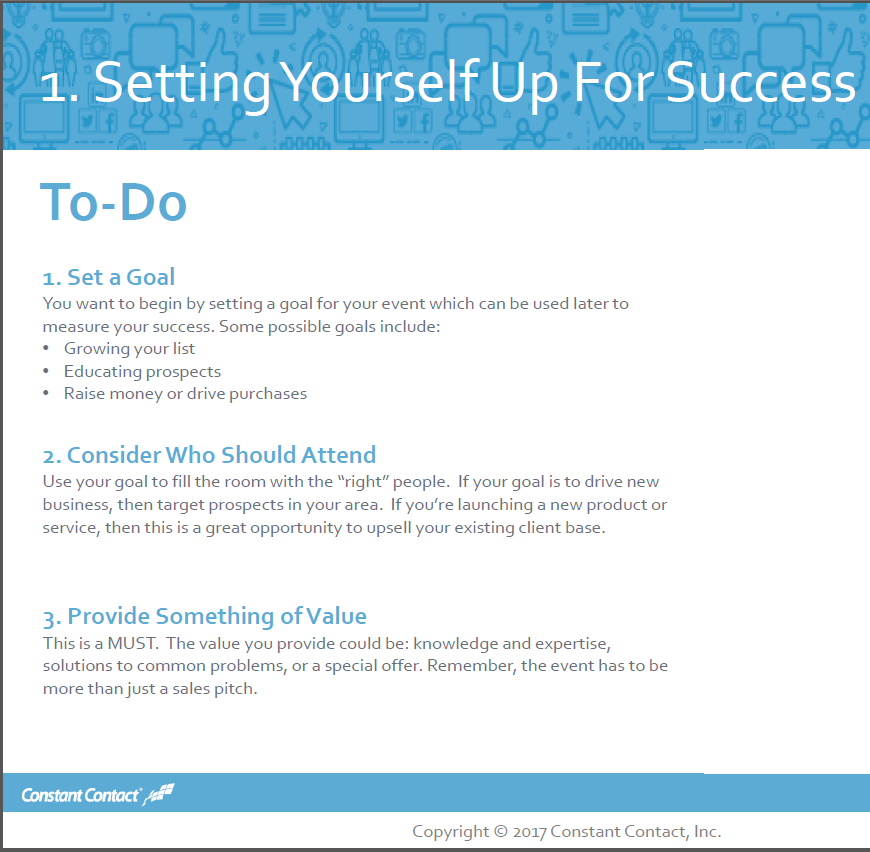 1. Setting Yourself Up For Success
To-Do
1. Set a Goal
You want to begin by setting a goal for your event which can be used later to
measure your success. Some possible goals include:
• Growing your list
• Educating prospects
• Raise money or drive purchases
2. Consider Who Should Attend
Use your goal to fill the room with the “right” people.  If your goal is to drive new
business, then target prospects in your area.  If you’re launching a new product or
service, then this is a great opportunity to upsell your existing client base.
3. Provide Something of Value
This is a MUST.  The value you provide could be: knowledge and expertise,
solutions to common problems, or a special offer. Remember, the event has to be
more than just a sales pitch.
Constant Contact®
Copyright © 2017 Constant Contact, Inc.